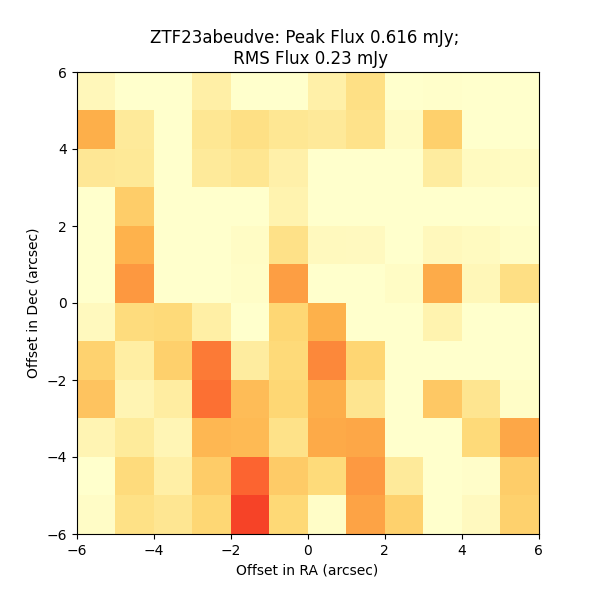 ZTF23abeudve: Peak Flux 0.616 mJy;
RMS Flux 0.23 mJy
6
4
2
0
−2
−4
−6
Offset in Dec (arcsec)
−6 −4 −2 0 2 4 6
Offset in RA (arcsec)